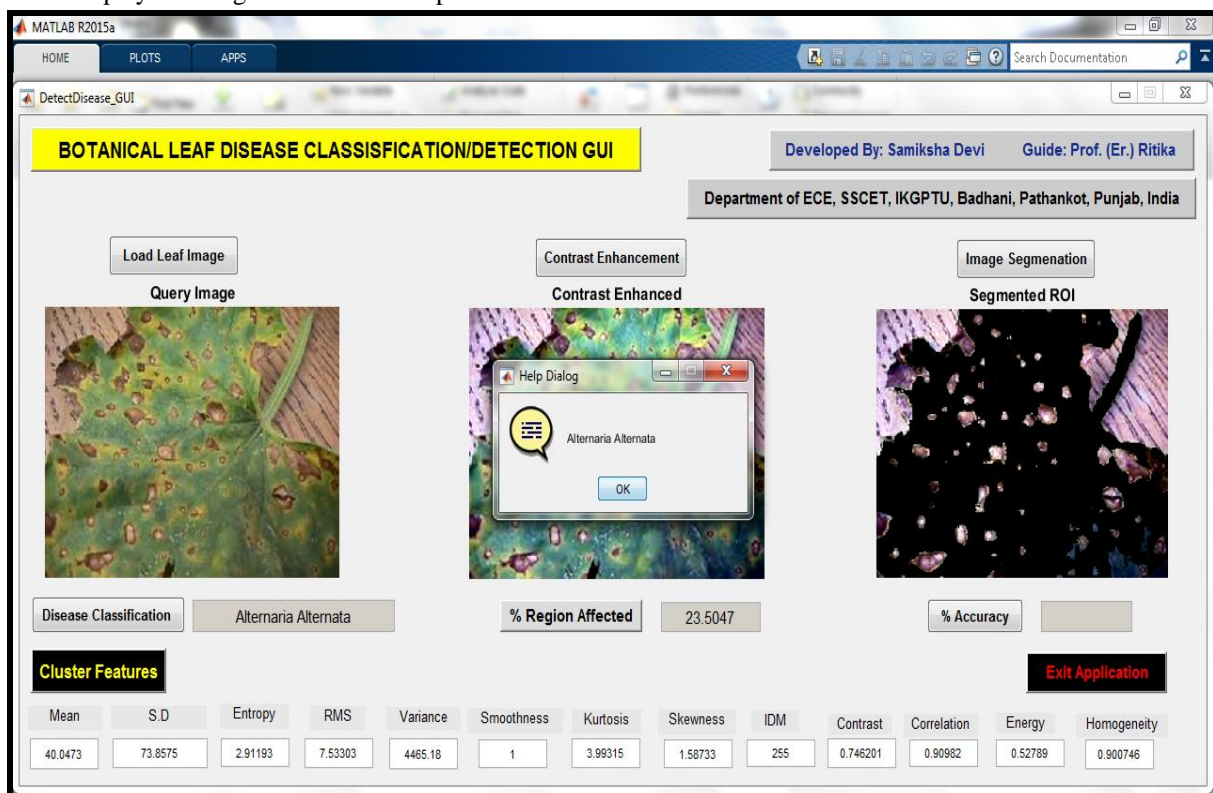 MATLAB R2015a
HOME PLOTS APPS
Search Documentation
DetectDisease_GUI
BOTANICAL LEAF DISEASE CLASSISFICATION/DETECTION GUI
Developed By: Samiksha Devi Guide: Prof. (Er.) Ritika
Department of ECE, SSCET, IKGPTU, Badhani, Pathankot, Punjab, India
Load Leaf Image Contrast Enhancement Image Segmenation
Query Image Contrast Enhanced Segmented ROI
Help Dialog
Alternaria Alternata
OK
Disease Classification Alternaria Alternata % Region Affected 23.5047 % Accuracy
Cluster Features Exit Application
Mean S.D Entropy RMS Variance Smoothness Kurtosis Skewness IDM Contrast Correlation Energy Homogeneity
40.0473 73.8575 2.91193 7.53303 4465.18 1 3.99315 1.58733 255 0.746201 0.90982 0.52789 0.900746